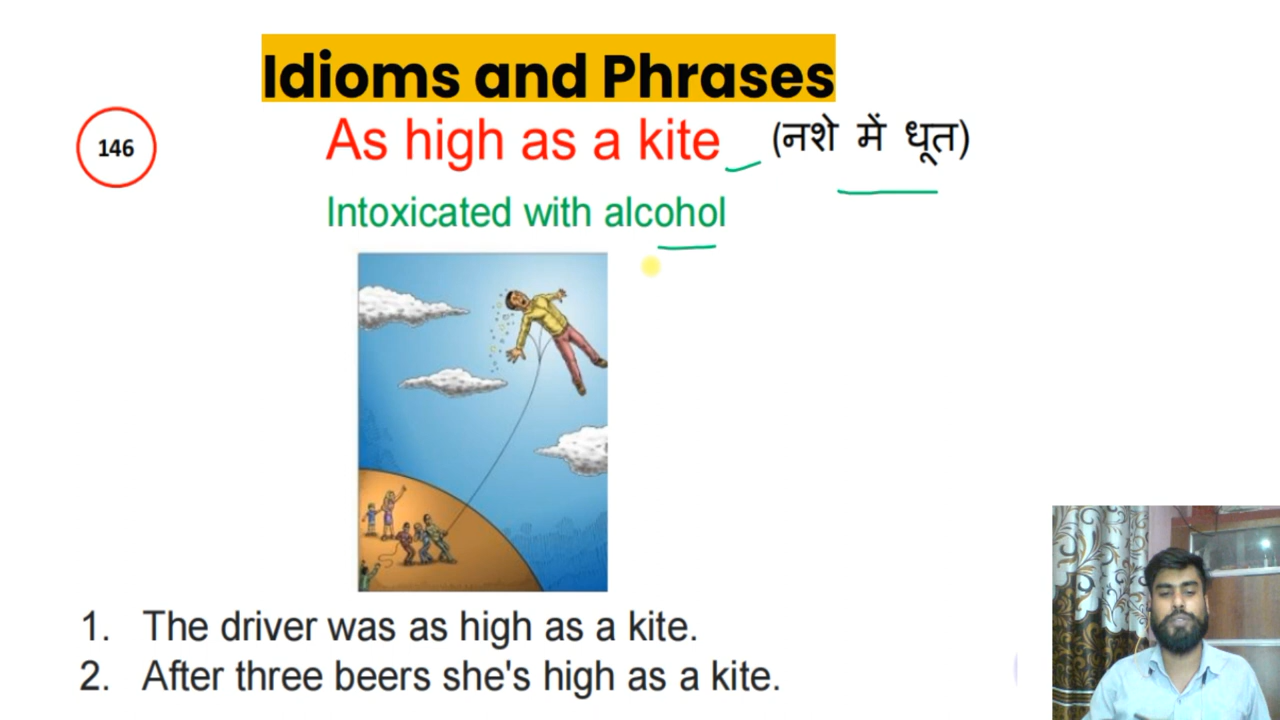 Idioms and Phrases
146
As high as a kite (नशे में धूत)
Intoxicated with alcohol
1. The driver was as high as a kite.
2. After three beers she's high as a kite.